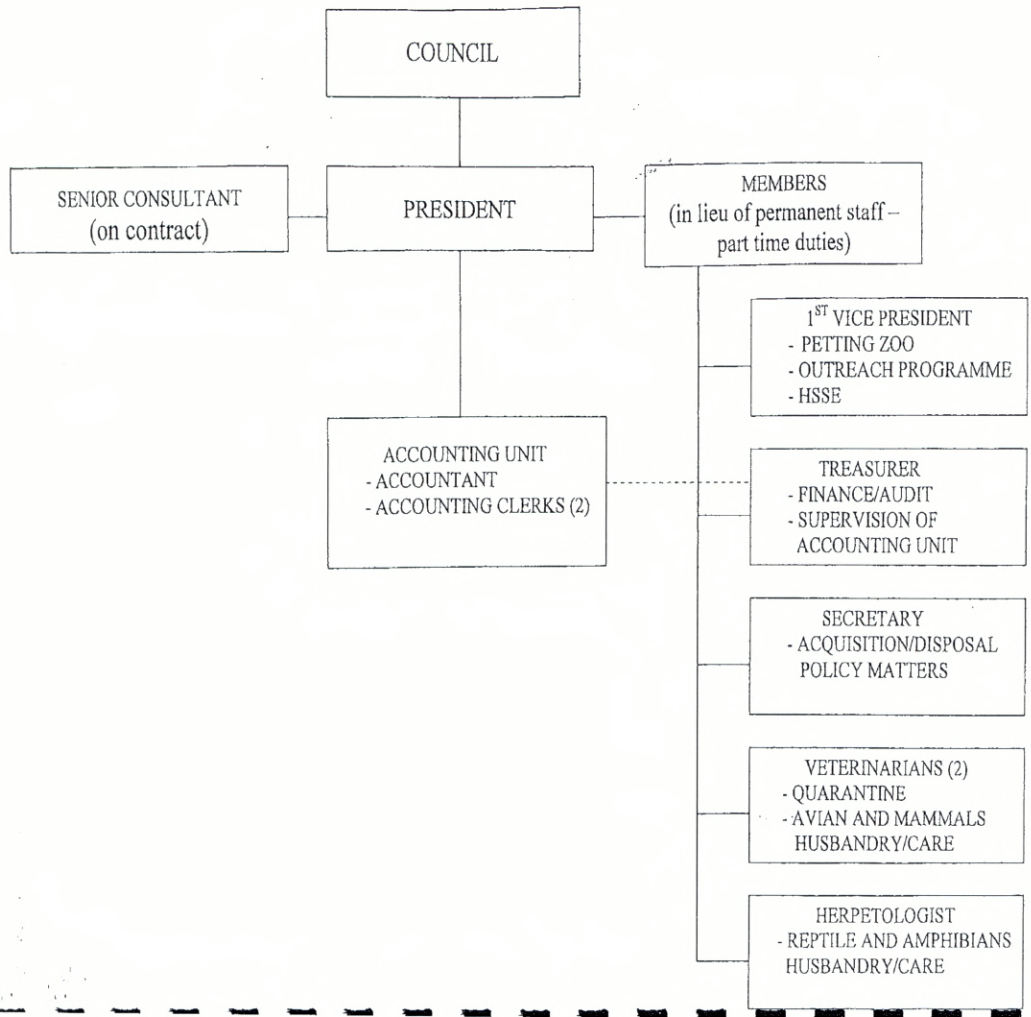 COUNCIL
SENIOR CONSULTANT
(on contract)
PRESIDENT
MEMBERS
(in lieu of permanent staff –
part time duties)
1ST VICE PRESIDENT
- PETTING ZOO
- OUTREACH PROGRAMME
- HSSE
ACCOUNTING UNIT
- ACCOUNTANT
- ACCOUNTING CLERKS (2)
TREASURER
- FINANCE/AUDIT
- SUPERVISION OF
ACCOUNTING UNIT
SECRETARY
- ACQUISITION/DISPOSAL
POLICY MATTERS
VETERINARIANS (2)
- QUARANTINE
- AVIAN AND MAMMALS
HUSBANDRY/CARE
HERPETOLOGIST
- REPTILE AND AMPHIBIANS
HUSBANDRY/CARE